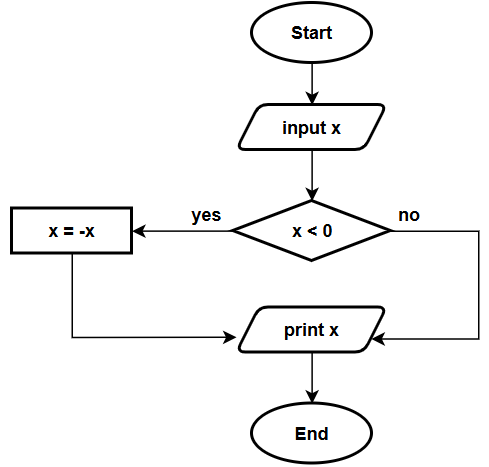 Start
input x
yes
no
x = -x
x < 0
print x
End